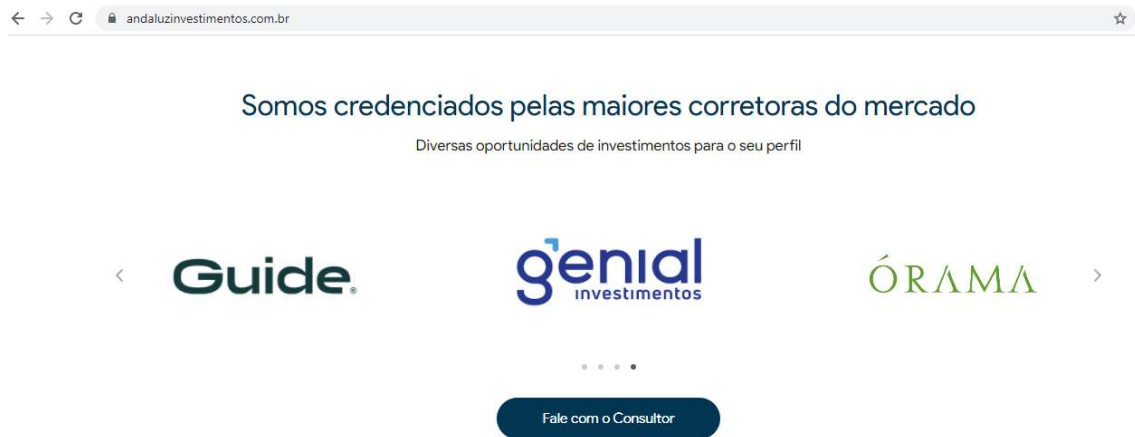 andaluzinvestimentos.com.br
Somos credenciados pelas maiores corretoras do mercado
Diversas oportunidades de investimentos para o seu perfil
Guide®
genial
investimentos
ÓRAMA
Fale com o Consultor